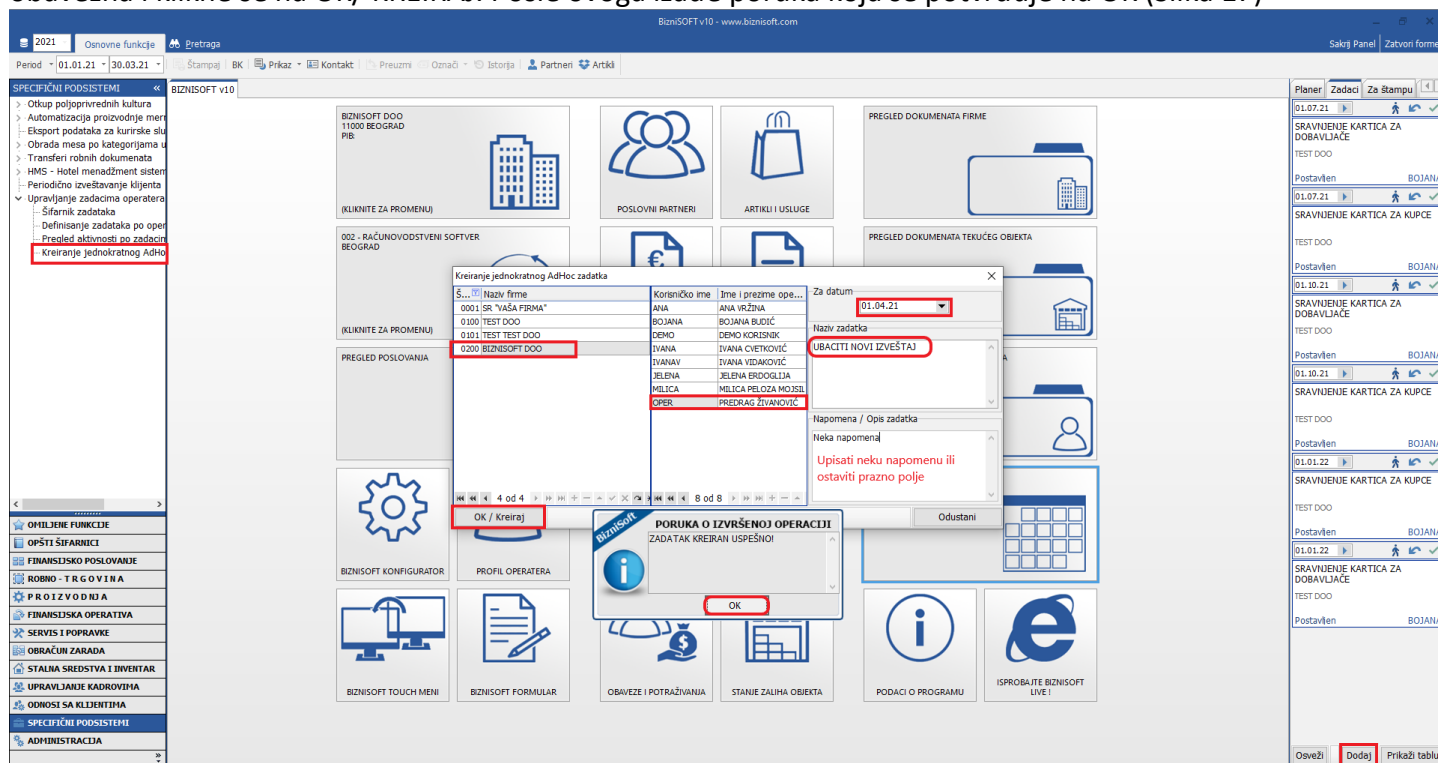 BizniSOFT v10 - www.biznisoft.com
2021 Osnovne funkcije Pretraga Sakrij Panel Zatvori forme
Period 01.01.21 30.03.21 Štampaj BK Prikaz Kontakt Preuzmi Označi Istorija Partneri Artikli
SPECIFIČNI PODSISTEMI
Otkup poljoprivrednih kultura
Automatizacija proizvodnje mern
Eksport podataka za kurirske slu
Obrada mesa po kategorijama u
Transferi robnih dokumenata
HMS - Hotel menadžment sistem
Periodično izveštavanje klijenta
Upravljanje zadacima operatera
Šifarnik zadataka
Definisanje zadataka po oper
Pregled aktivnosti po zadacim
Kreiranje jednokratnog AdHo
OMILJENE FUNKCIJE
OPŠTI ŠIFARNICI
FINANSIJSKO POSLOVANJE
ROBNO - T R G O V I N A
P R O I Z V O D NJ A
FINANSIJSKA OPERATIVA
SERVIS I POPRAVKE
OBRAČUN ZARADA
STALNA SREDSTVA I INVENTAR
UPRAVLJANJE KADROVIMA
ODNOSI SA KLIJENTIMA
SPECIFIČNI PODSISTEMI
ADMINISTRACIJA
BIZNISOFT v10
BIZNISOFT DOO
11000 BEOGRAD
PIB:
(KLIKNITE ZA PROMENU)
POSLOVNI PARTNERI
ARTIKLI I USLUGE
PREGLED DOKUMENATA FIRME
002 - RAČUNOVODSTVENI SOFTVER
BEOGRAD
(KLIKNITE ZA PROMENU)
PREGLED DOKUMENATA TEKUĆEG OBJEKTA
PREGLED POSLOVANJA
Kreiranje jednokratnog AdHoc zadatka
Š... Naziv firme
0001 SR "VAŠA FIRMA"
0100 TEST DOO
0101 TEST TEST DOO
0200 BIZNISOFT DOO
4 od 4
Korisničko ime Ime i prezime ope...
ANA ANA VRŽINA
BOJANA BOJANA BUDIĆ
DEMO DEMO KORISNIK
IVANA IVANA CVETKOVIĆ
IVANAV IVANA VIDAKOVIĆ
JELENA JELENA ERDOGLIJA
MILICA MILICA PELOZA MOJSIL
OPER PREDRAG ŽIVANOVIĆ
8 od 8
Za datum
01.04.21
Naziv zadatka
UBACITI NOVI IZVEŠTAJ
Napomena / Opis zadatka
Neka napomena
Upisati neku napomenu ili
ostaviti prazno polje
OK / Kreiraj Odustani
BizniSoft
PORUKA O IZVRŠENOJ OPERACIJI
ZADATAK KREIRAN USPEŠNO!
OK
BIZNISOFT KONFIGURATOR
PROFIL OPERATERA
BIZNISOFT TOUCH MENI
BIZNISOFT FORMULAR
OBAVEZE I POTRAŽIVANJA
STANJE ZALIHA OBJEKTA
PODACI O PROGRAMU
ISPROBAJTE BIZNISOFT
LIVE !
Planer Zadaci Za štampu
01.07.21
SRAVNJENJE KARTICA ZA
DOBAVLJAČE
TEST DOO
Postavljen BOJANA
01.07.21
SRAVNJENJE KARTICA ZA KUPCE
TEST DOO
Postavljen BOJANA
01.10.21
SRAVNJENJE KARTICA ZA
DOBAVLJAČE
TEST DOO
Postavljen BOJANA
01.10.21
SRAVNJENJE KARTICA ZA KUPCE
TEST DOO
Postavljen BOJANA
01.01.22
SRAVNJENJE KARTICA ZA KUPCE
TEST DOO
Postavljen BOJANA
01.01.22
SRAVNJENJE KARTICA ZA
DOBAVLJAČE
TEST DOO
Postavljen BOJANA
Osveži Dodaj Prikaži tablu